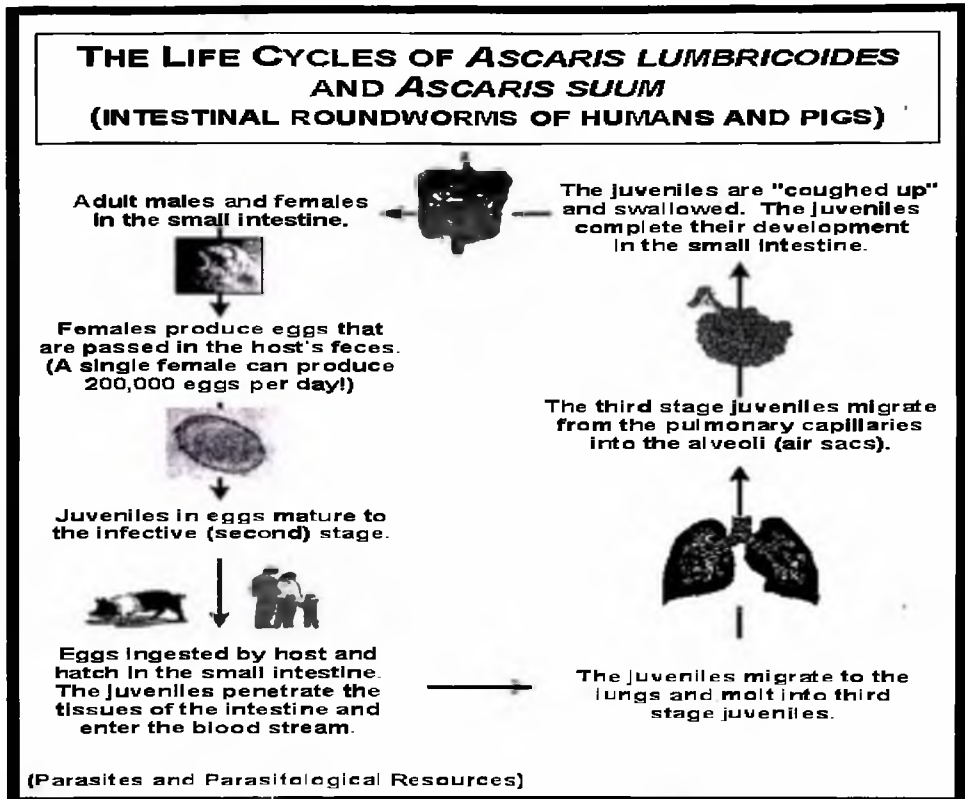 THE LIFE CYCLES OF ASCARIS LUMBRICOIDES
AND ASCARIS SUUM
(INTESTINAL ROUNDWORMS OF HUMANS AND PIGS)
Adult males and females
in the small intestine.
Females produce eggs that
are passed in the host's feces.
(A single female can produce
200,000 eggs per day!)
Juveniles in eggs mature to
the infective (second) stage.
Eggs ingested by host and
hatch in the small intestine.
The juveniles penetrate the
tissues of the intestine and
enter the blood stream.
The juveniles migrate to the
lungs and molt into third
stage juveniles.
The third stage juveniles migrate
from the pulmonary capillaries
into the alveoli (air sacs).
The juveniles are "coughed up"
and swallowed. The juveniles
complete their development
in the small intestine.
(Parasites and Parasifological Resources)